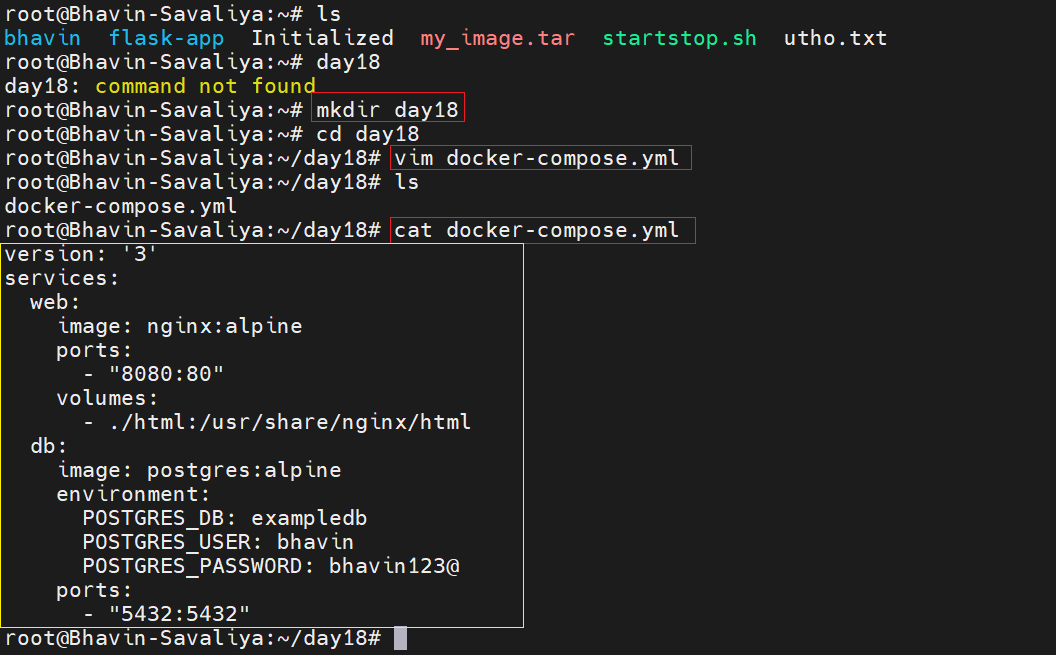 root@Bhavin-Savaliya:~# ls
bhavin  flask-app  Initialized  my_image.tar  startstop.sh  utho.txt
root@Bhavin-Savaliya:~# day18
day18: command not found
root@Bhavin-Savaliya:~# mkdir day18
root@Bhavin-Savaliya:~# cd day18
root@Bhavin-Savaliya:~/day18# vim docker-compose.yml
root@Bhavin-Savaliya:~/day18# ls
docker-compose.yml
root@Bhavin-Savaliya:~/day18# cat docker-compose.yml
version: '3'
services:
  web:
    image: nginx:alpine
    ports:
      - "8080:80"
    volumes:
      - ./html:/usr/share/nginx/html
  db:
    image: postgres:alpine
    environment:
      POSTGRES_DB: exampledb
      POSTGRES_USER: bhavin
      POSTGRES_PASSWORD: bhavin123@
    ports:
      - "5432:5432"
root@Bhavin-Savaliya:~/day18#